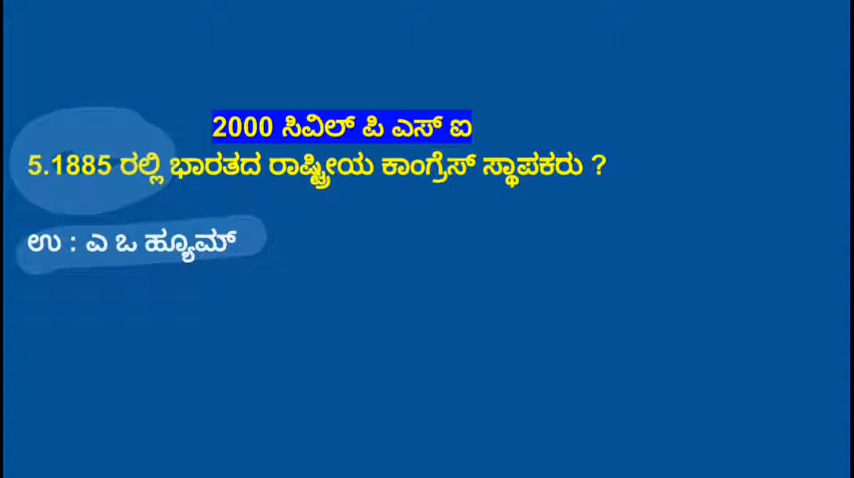 2000 ಸಿವಿಲ್ ಪಿ ಎಸ್ ಐ
5.1885 ರಲ್ಲಿ ಭಾರತದ ರಾಷ್ಟ್ರೀಯ ಕಾಂಗ್ರೆಸ್ ಸ್ಥಾಪಕರು ?
ಉ : ಎ ಒ ಹ್ಯೂಮ್